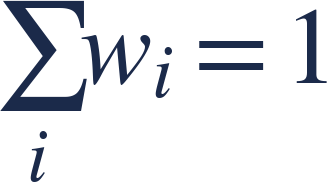 ∑_i w_i = 1